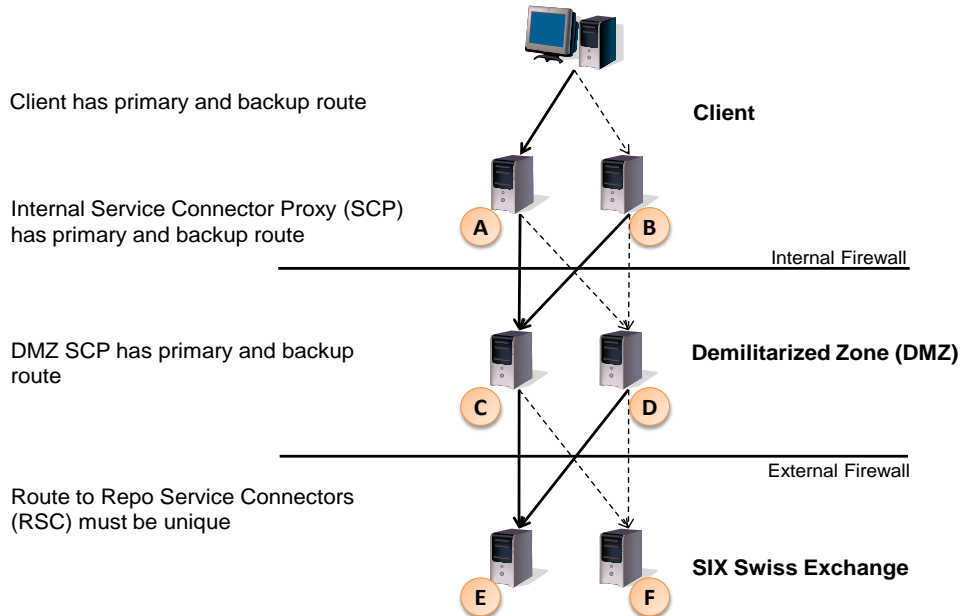 Client has primary and backup route
Client
Internal Service Connector Proxy (SCP)
has primary and backup route
A
B
Internal Firewall
DMZ SCP has primary and backup
route
Demilitarized Zone (DMZ)
C
D
External Firewall
Route to Repo Service Connectors
(RSC) must be unique
SIX Swiss Exchange
E
F